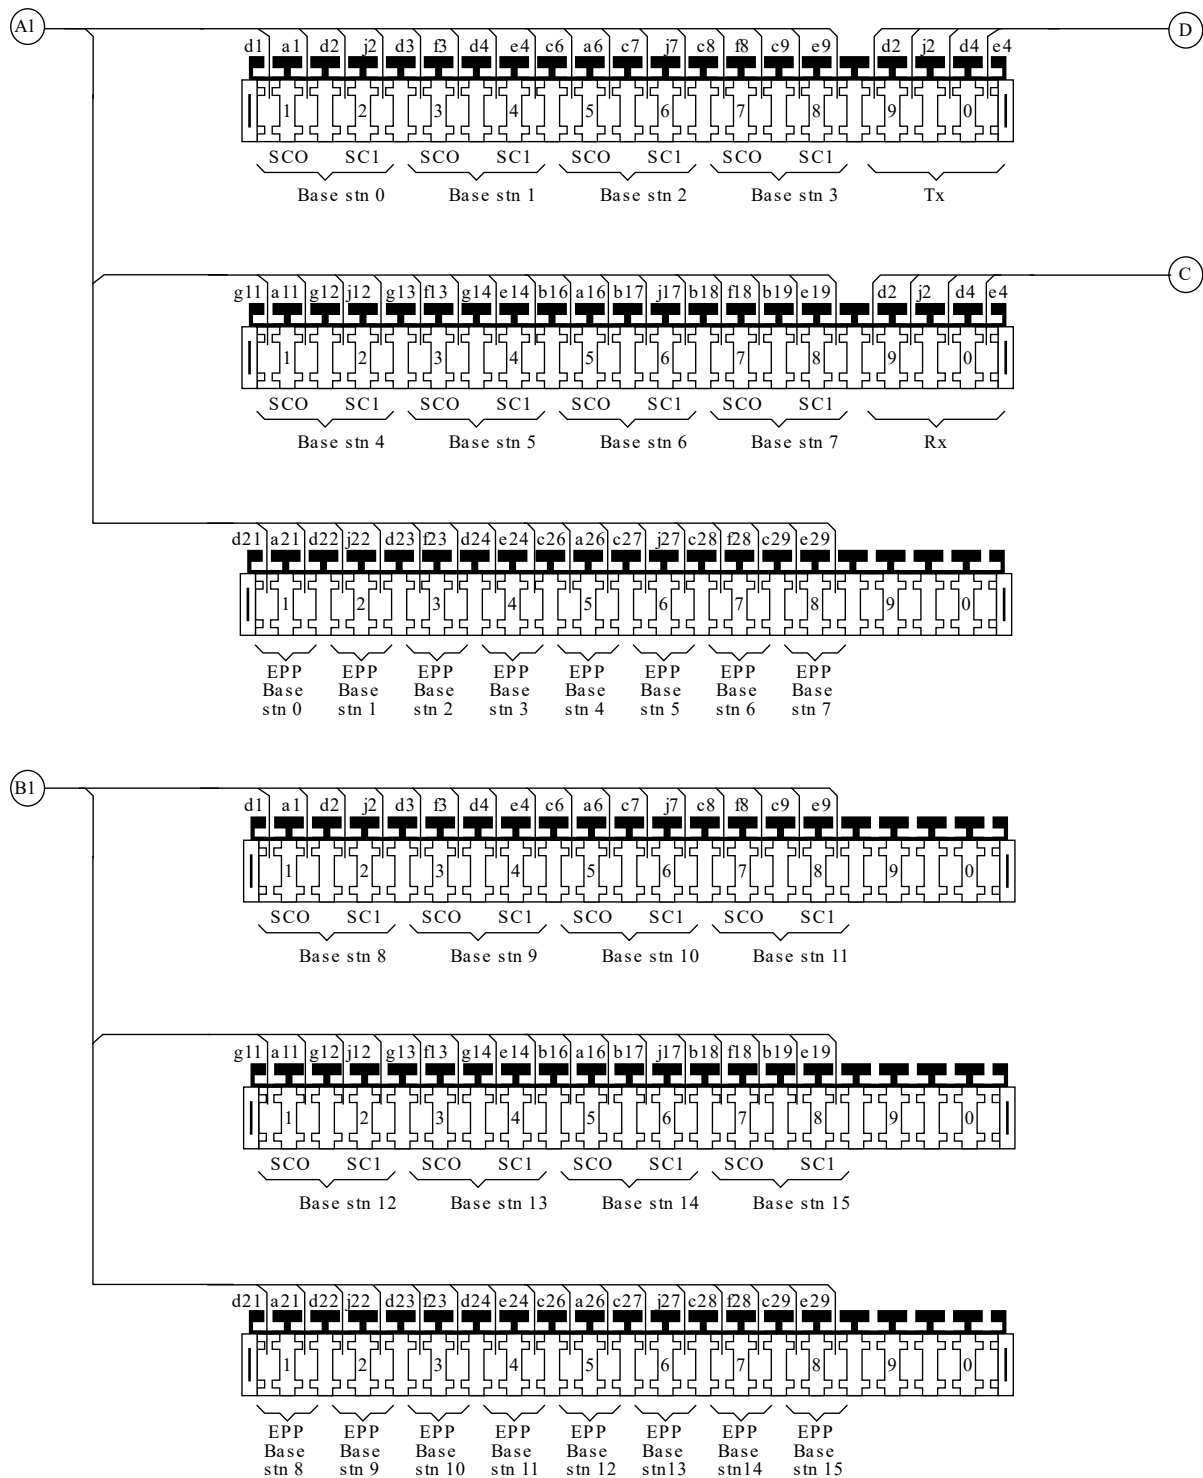 A1
D
d1 a1 d2 j2 d3 f3 d4 e4 c6 a6 c7 j7 c8 f8 c9 e9 d2 j2 d4 e4
1 2 3 4 5 6 7 8 9 0
SCO SC1 SCO SC1 SCO SC1 SCO SC1
Base stn 0 Base stn 1 Base stn 2 Base stn 3 Tx
C
g11 a11 g12 j12 g13 f13 g14 e14 b16 a16 b17 j17 b18 f18 b19 e19 d2 j2 d4 e4
1 2 3 4 5 6 7 8 9 0
SCO SC1 SCO SC1 SCO SC1 SCO SC1
Base stn 4 Base stn 5 Base stn 6 Base stn 7 Rx
d21 a21 d22 j22 d23 f23 d24 e24 c26 a26 c27 j27 c28 f28 c29 e29
1 2 3 4 5 6 7 8 9 0
EPP EPP EPP EPP EPP EPP EPP EPP
Base Base Base Base Base Base Base Base
stn 0 stn 1 stn 2 stn 3 stn 4 stn 5 stn 6 stn 7
B1
d1 a1 d2 j2 d3 f3 d4 e4 c6 a6 c7 j7 c8 f8 c9 e9
1 2 3 4 5 6 7 8 9 0
SCO SC1 SCO SC1 SCO SC1 SCO SC1
Base stn 8 Base stn 9 Base stn 10 Base stn 11
g11 a11 g12 j12 g13 f13 g14 e14 b16 a16 b17 j17 b18 f18 b19 e19
1 2 3 4 5 6 7 8 9 0
SCO SC1 SCO SC1 SCO SC1 SCO SC1
Base stn 12 Base stn 13 Base stn 14 Base stn 15
d21 a21 d22 j22 d23 f23 d24 e24 c26 a26 c27 j27 c28 f28 c29 e29
1 2 3 4 5 6 7 8 9 0
EPP EPP EPP EPP EPP EPP EPP EPP
Base Base Base Base Base Base Base Base
stn 8 stn 9 stn 10 stn 11 stn 12 stn13 stn14 stn 15